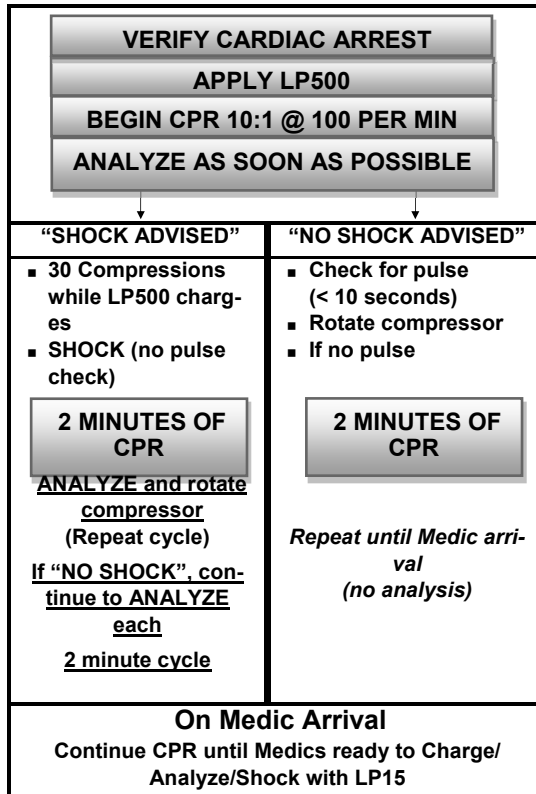 VERIFY CARDIAC ARREST
APPLY LP500
BEGIN CPR 10:1 @ 100 PER MIN
ANALYZE AS SOON AS POSSIBLE
“SHOCK ADVISED”
▪ 30 Compressions
while LP500 charg-
es
▪ SHOCK (no pulse
check)
2 MINUTES OF
CPR
ANALYZE and rotate
compressor
(Repeat cycle)
If “NO SHOCK”, con-
tinue to ANALYZE
each
2 minute cycle
“NO SHOCK ADVISED”
▪ Check for pulse
(< 10 seconds)
▪ Rotate compressor
▪ If no pulse
2 MINUTES OF
CPR
Repeat until Medic arri-
val
(no analysis)
On Medic Arrival
Continue CPR until Medics ready to Charge/
Analyze/Shock with LP15